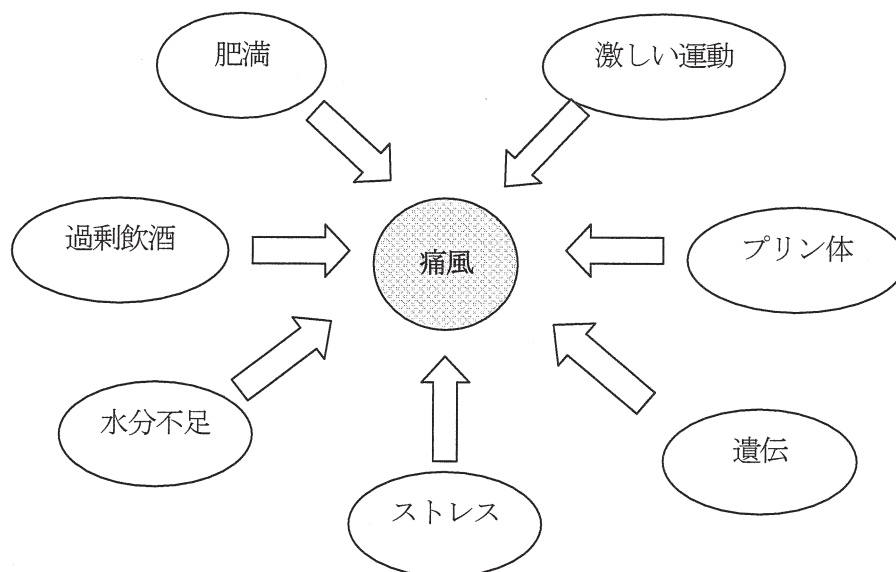 肥満
激しい運動
過剰飲酒
痛風
プリン体
水分不足
遺伝
ストレス